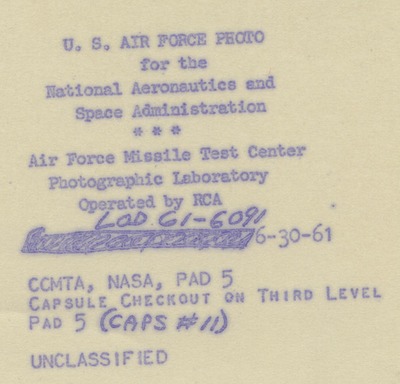 U. S. AIR FORCE PHOTO
for the
National Aeronautics and
Space Administration
* * *
Air Force Missile Test Center
Photographic Laboratory
Operated by RCA
LOD 61-6091
6-30-61
CCMTA, NASA, PAD 5
CAPSULE CHECKOUT ON THIRD LEVEL
PAD 5 (CAPS #11)
UNCLASSIFIED